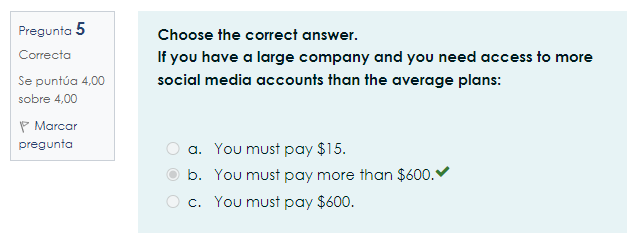 Pregunta 5
Correcta
Se puntúa 4,00
sobre 4,00
Marcar
pregunta
Choose the correct answer.
If you have a large company and you need access to more
social media accounts than the average plans:
a. You must pay $15.
b. You must pay more than $600.
c. You must pay $600.